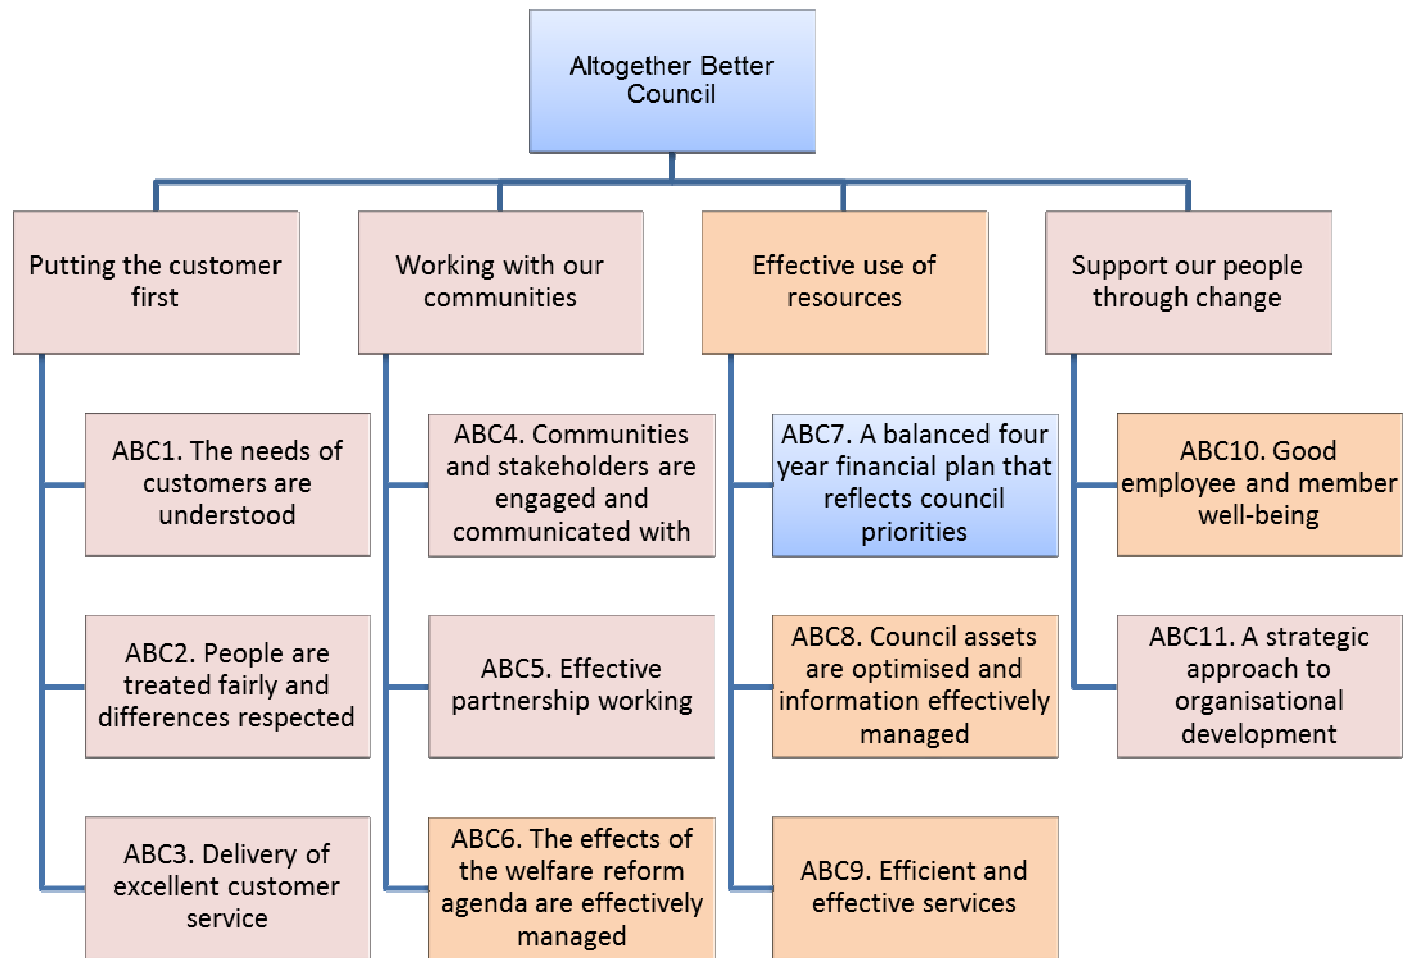 Altogether Better
Council
Putting the customer
first
Working with our
communities
Effective use of
resources
Support our people
through change
ABC1. The needs of
customers are
understood
ABC4. Communities
and stakeholders are
engaged and
communicated with
ABC7. A balanced four
year financial plan that
reflects council
priorities
ABC10. Good
employee and member
well-being
ABC2. People are
treated fairly and
differences respected
ABC5. Effective
partnership working
ABC8. Council assets
are optimised and
information effectively
managed
ABC11. A strategic
approach to
organisational
development
ABC3. Delivery of
excellent customer
service
ABC6. The effects of
the welfare reform
agenda are effectively
managed
ABC9. Efficient and
effective services